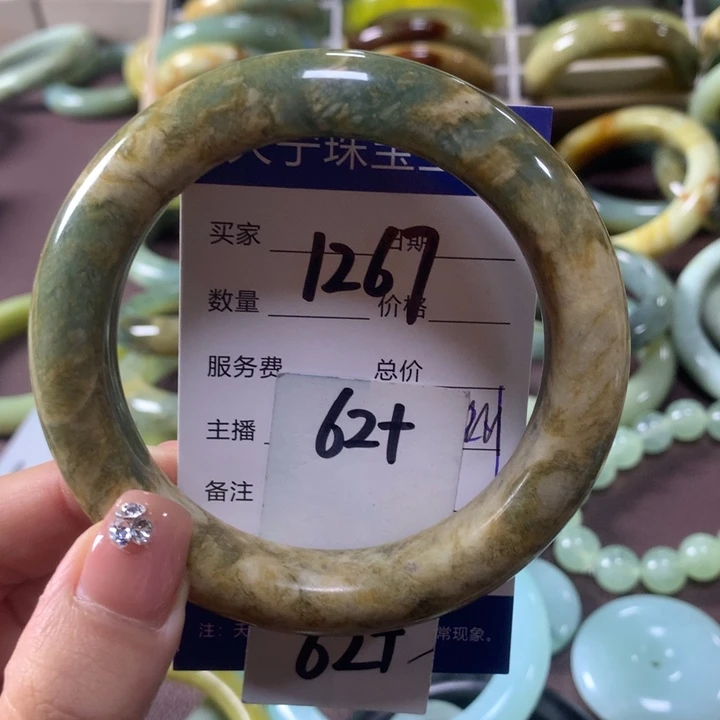 珠宝
买家 日期
1267
数量 价格
服务费 总价
主播
62+
备注
注：天 常现象。
62+